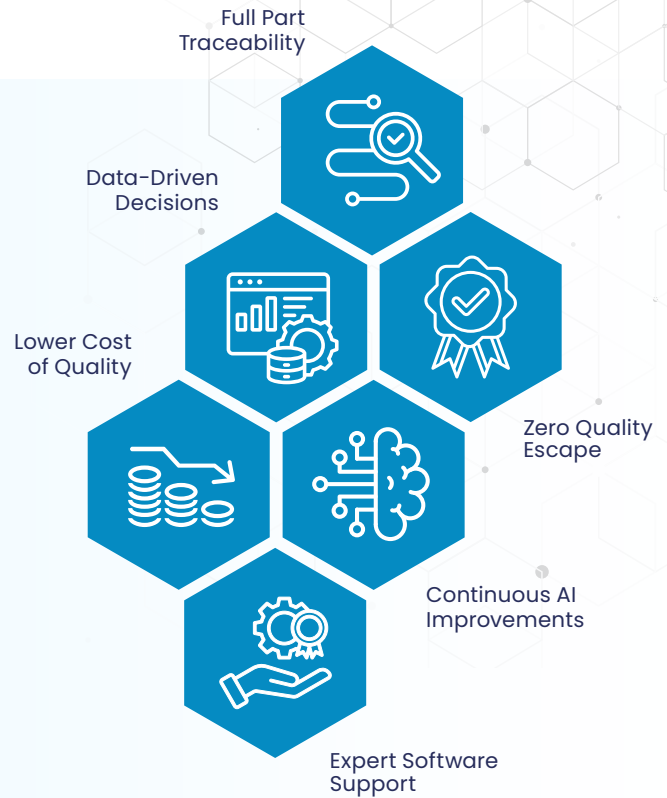 Full Part
Traceability
Data-Driven
Decisions
Lower Cost
of Quality
Zero Quality
Escape
Continuous AI
Improvements
Expert Software
Support